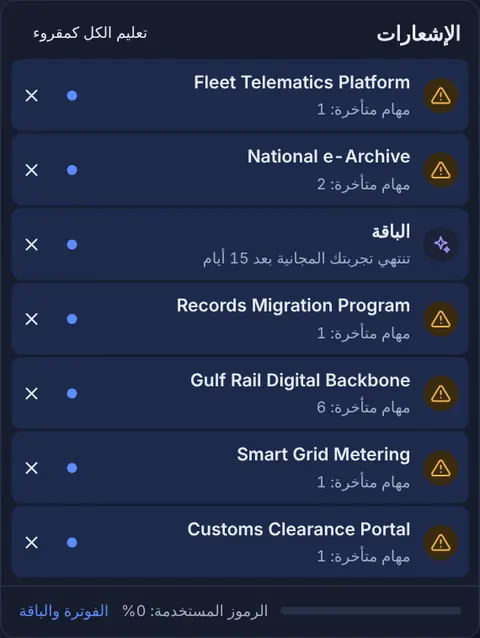 الإشعارات
تعليم الكل كمقروء
Fleet Telematics Platform
مهام متأخرة: 1
National e-Archive
مهام متأخرة: 2
الباقة
تنتهي تجربتك المجانية بعد 15 أيام
Records Migration Program
مهام متأخرة: 1
Gulf Rail Digital Backbone
مهام متأخرة: 6
Smart Grid Metering
مهام متأخرة: 1
Customs Clearance Portal
مهام متأخرة: 1
الرموز المستخدمة: 0%
الفوترة والباقة